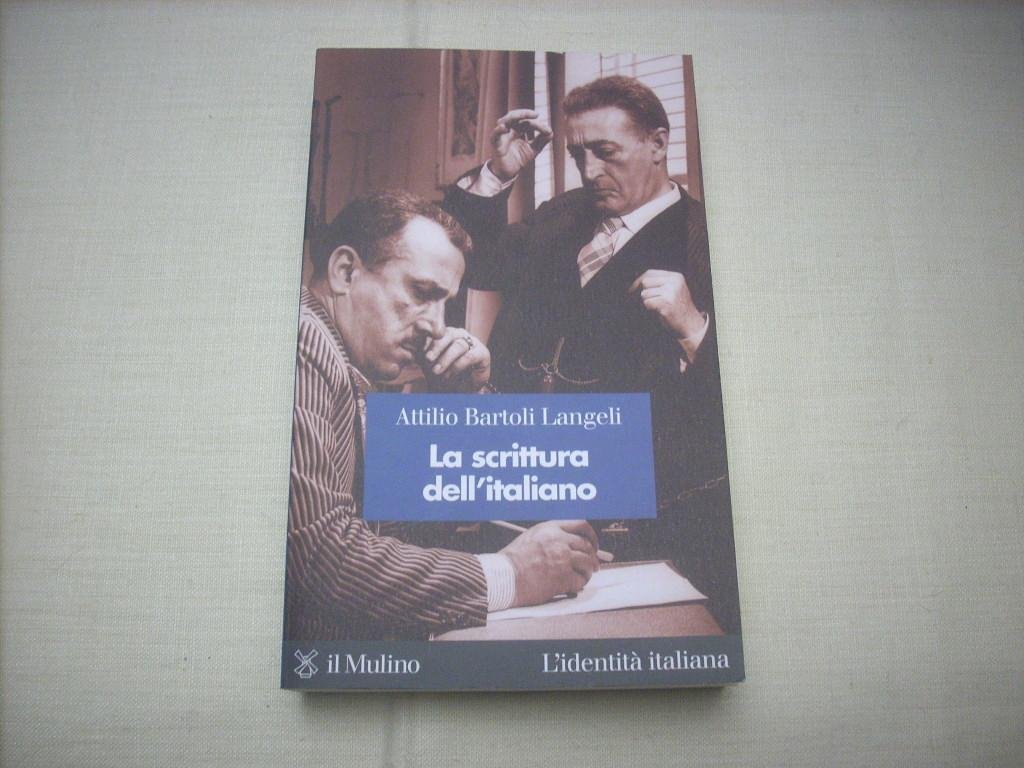 Attilio Bartoli Langeli
La scrittura
dell'italiano
il Mulino
L'identità italiana